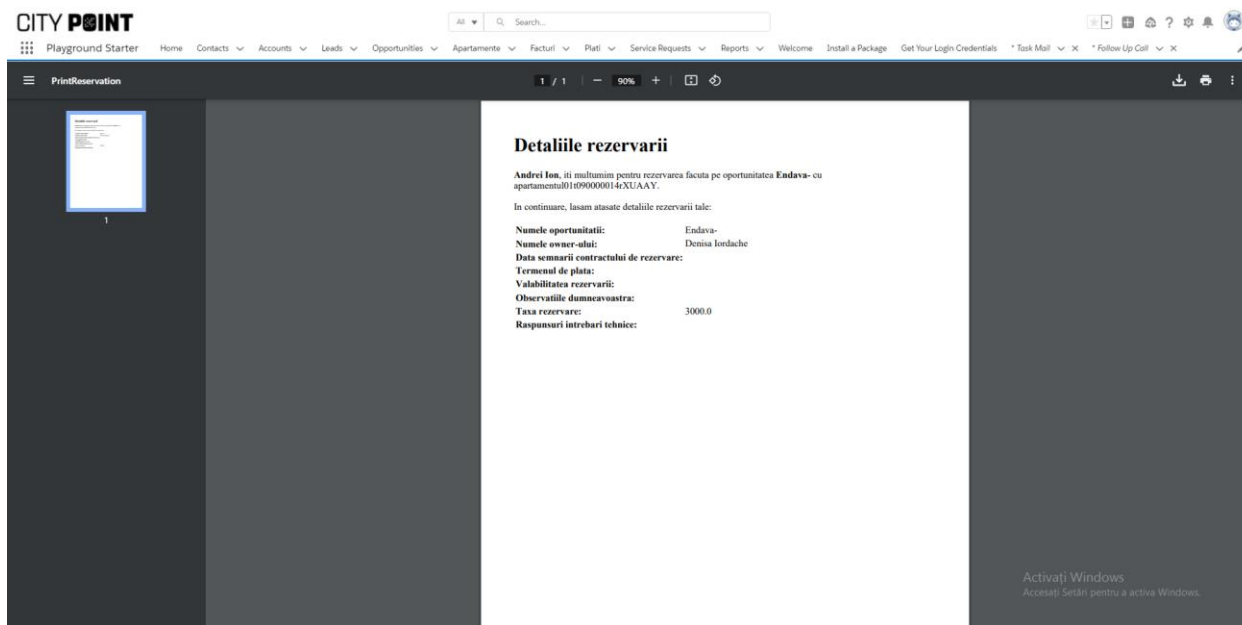 CITY POINT
All
Search...
Playground Starter
Home Contacts Accounts Leads Opportunities Apartamente Facturi Plati Service Requests Reports Welcome Install a Package Get Your Login Credentials * Task Mail * Follow Up Call
PrintReservation
1 / 1
90%
1
Detaliile rezervarii
Andrei Ion, iti multumim pentru rezervarea facuta pe oportunitatea Endava- cu
apartamentul01t090000014rXUAAY.
In continuare, lasam atasate detaliile rezervarii tale:
Numele oportunitatii: Endava-
Numele owner-ului: Denisa Iordache
Data semnarii contractului de rezervare:
Termenul de plata:
Valabilitatea rezervarii:
Observatiile dumneavoastra:
Taxa rezervare: 3000.0
Raspunsuri intrebari tehnice:
Activați Windows
Accesați Setări pentru a activa Windows.